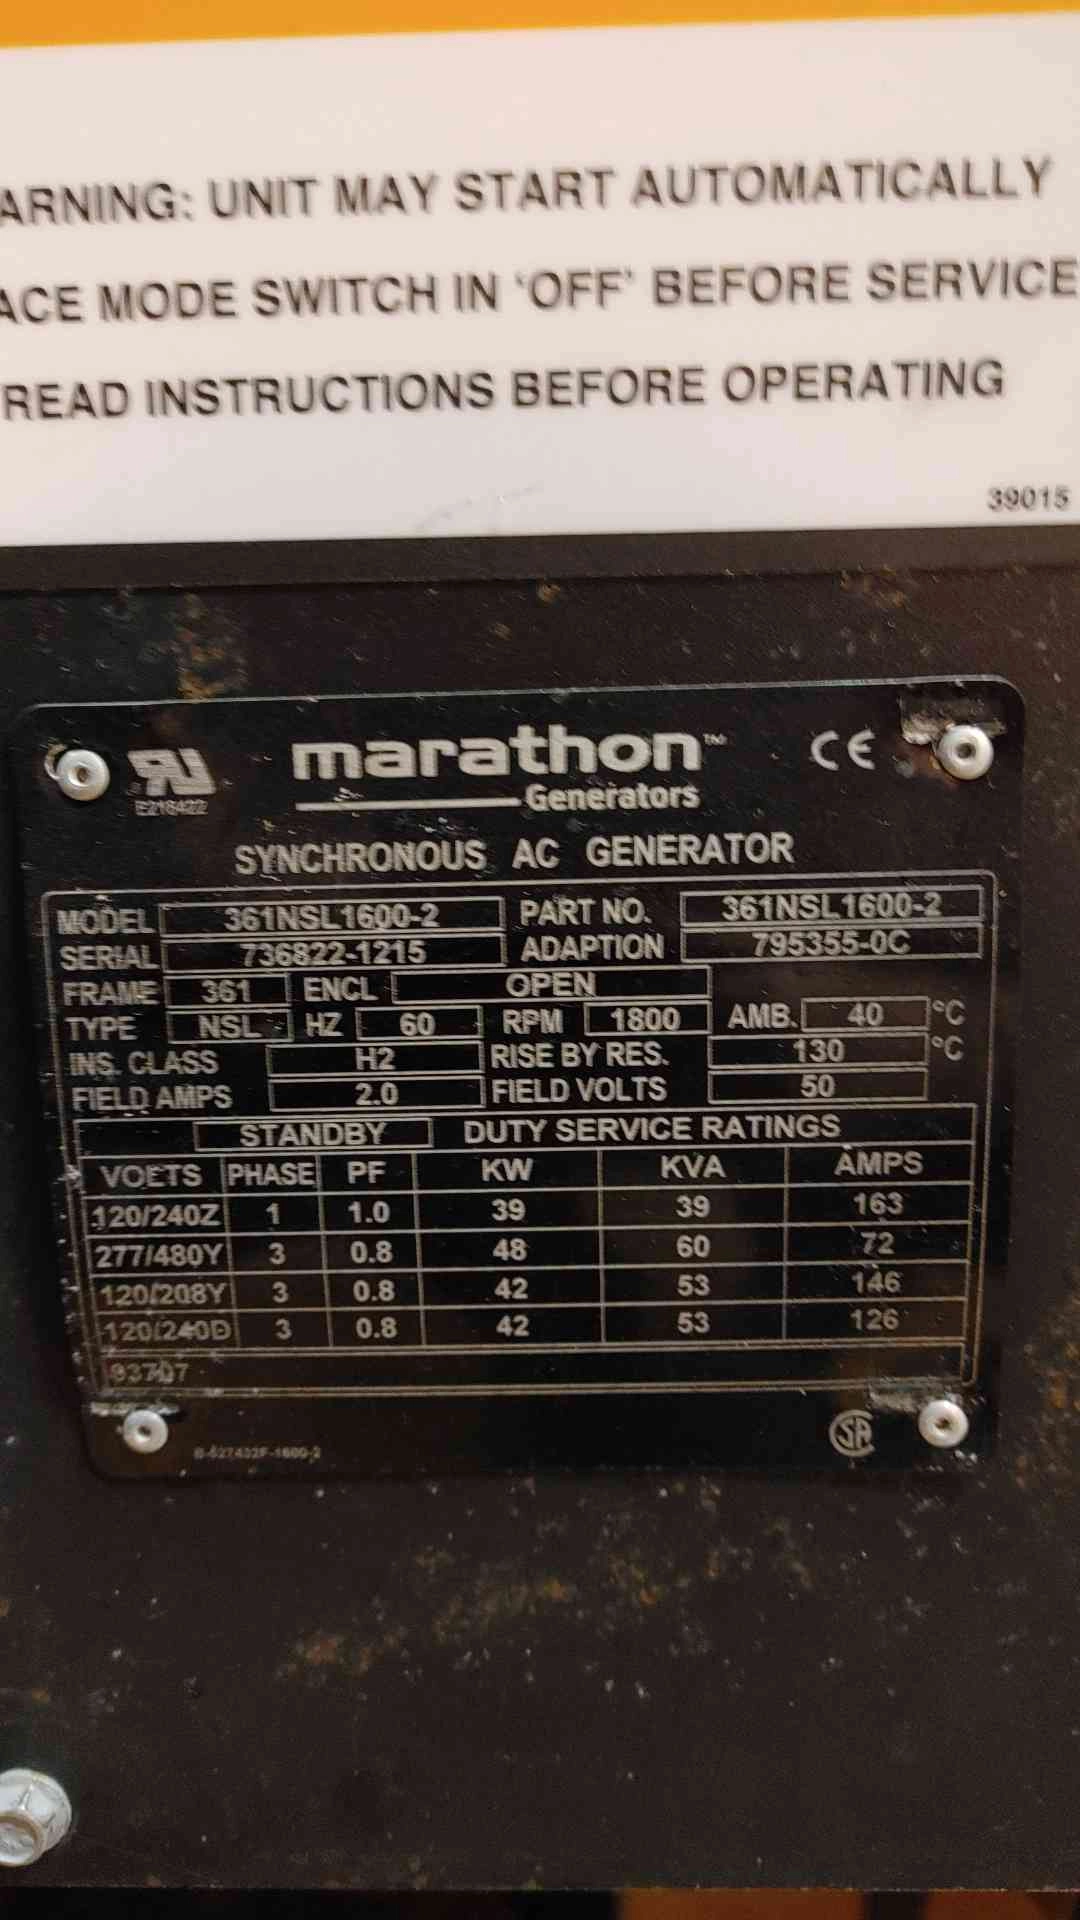 ARNING: UNIT MAY START AUTOMATICALLY
ACE MODE SWITCH IN 'OFF' BEFORE SERVICE
READ INSTRUCTIONS BEFORE OPERATING
39015
marathon™ CE
E218422
Generators
SYNCHRONOUS AC GENERATOR
MODEL 361NSL1600-2 PART NO. 361NSL1600-2
SERIAL 736822-1215 ADAPTION 795355-0C
FRAME 361 ENCL OPEN
TYPE NSL HZ 60 RPM 1800 AMB. 40 °C
INS. CLASS H2 RISE BY RES. 130 °C
FIELD AMPS 2.0 FIELD VOLTS 50
STANDBY DUTY SERVICE RATINGS
VOLTS PHASE PF KW KVA AMPS
120/240Z 1 1.0 39 39 163
277/480Y 3 0.8 48 60 72
120/208Y 3 0.8 42 53 146
120/240D 3 0.8 42 53 126
93707
SA